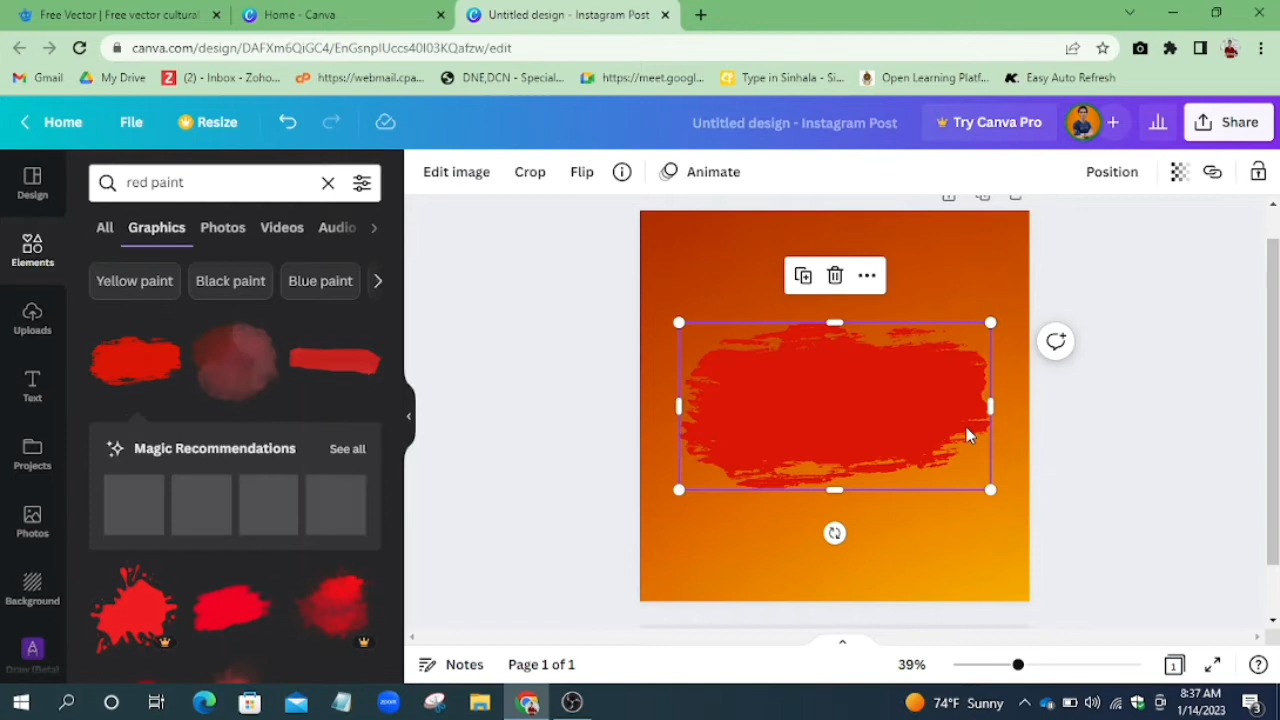 Free Vector | Free vector cultural
Home - Canva
Untitled design - Instagram Post
canva.com/design/DAFXm6QiGC4/EnGsnpIUccs40I03KQafzw/edit
Gmail
My Drive
(2) - Inbox - Zoho...
https://webmail.cpa...
DNE,DCN - Special...
https://meet.googl...
Type in Sinhala - Si...
Open Learning Platf...
Easy Auto Refresh
Home
File
Resize
Untitled design - Instagram Post
Try Canva Pro
Share
Design
Elements
Uploads
Text
Projects
Photos
Background
Draw (Beta)
red paint
All
Graphics
Photos
Videos
Audio
Yellow paint
Black paint
Blue paint
Magic Recommendations
See all
Edit image
Crop
Flip
Animate
Position
Notes
Page 1 of 1
39%
1
74°F Sunny
8:37 AM
1/14/2023
3